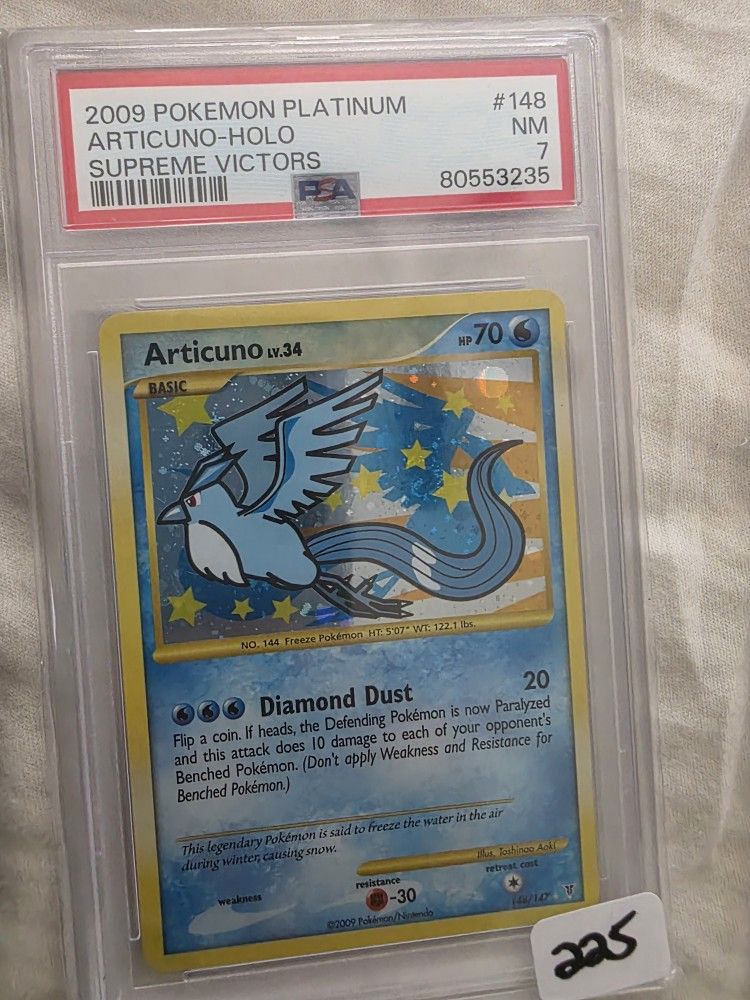 2009 POKEMON PLATINUM #148
ARTICUNO-HOLO NM
SUPREME VICTORS 7
PSA 80553235
Articuno LV.34 HP 70
BASIC
NO. 144 Freeze Pokémon HT: 5'07" WT: 122.1 lbs.
Diamond Dust 20
Flip a coin. If heads, the Defending Pokémon is now Paralyzed
and this attack does 10 damage to each of your opponent's
Benched Pokémon. (Don't apply Weakness and Resistance for
Benched Pokémon.)
This legendary Pokémon is said to freeze the water in the air
during winter, causing snow.
Illus. Toshinao Aoki
weakness resistance retreat cost
-30
148/147
©2009 Pokémon/Nintendo
225